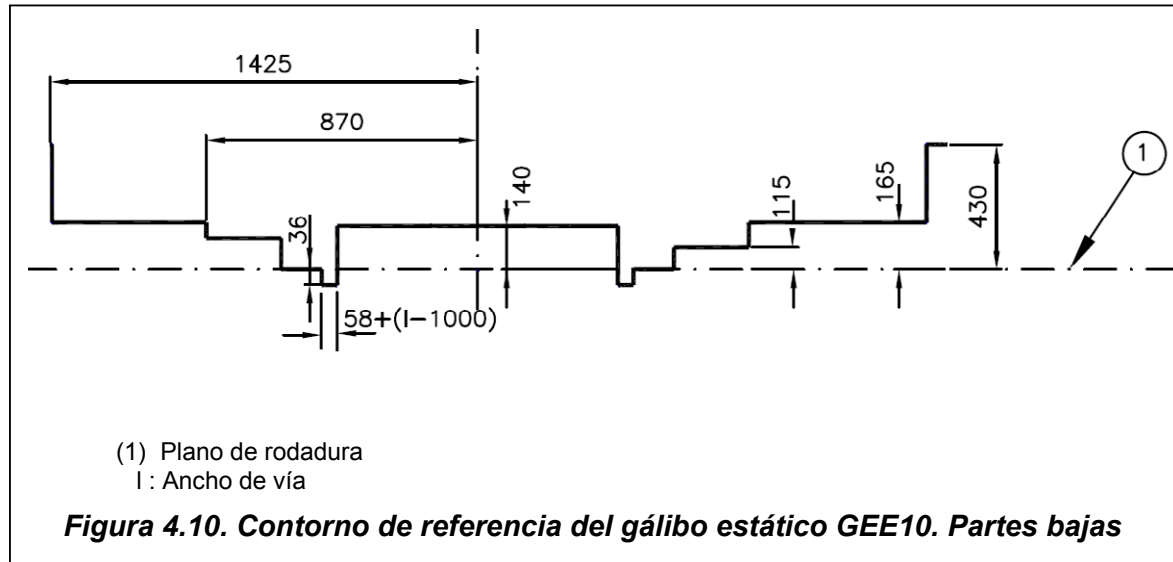 1425
870
140
36
115
165
430
1
58+(l-1000)
(1) Plano de rodadura
l : Ancho de vía
Figura 4.10. Contorno de referencia del gálibo estático GEE10. Partes bajas